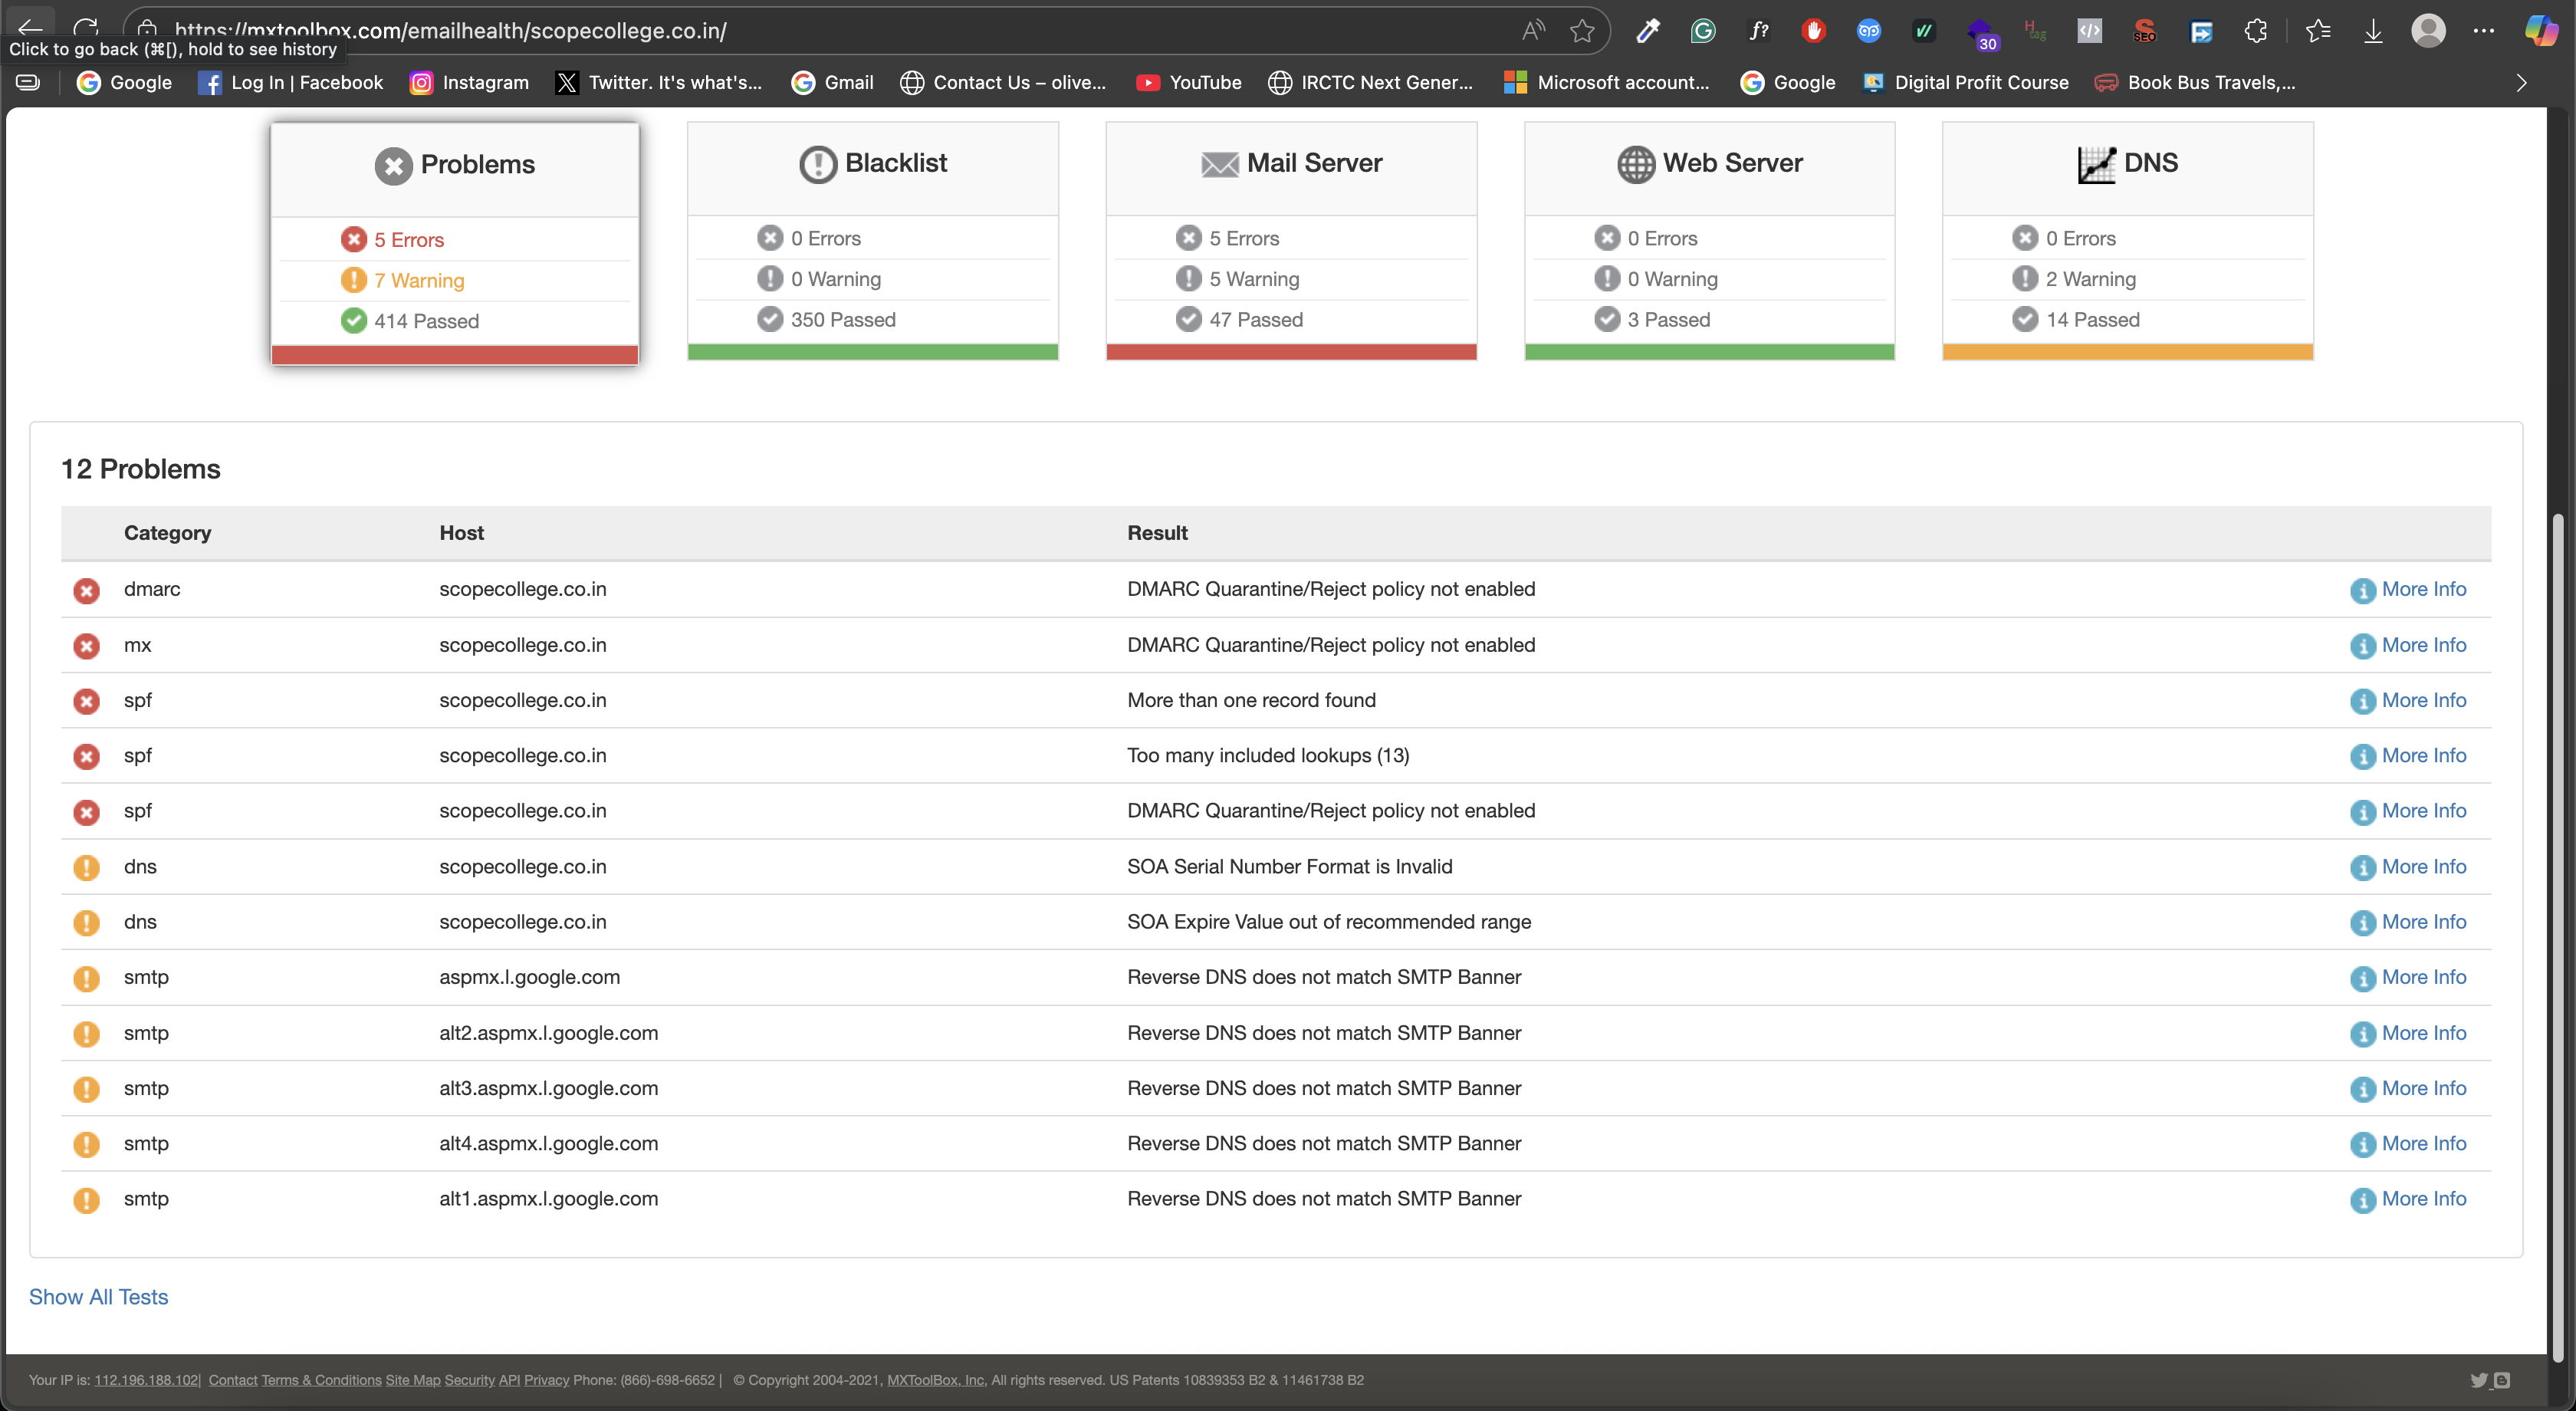 https://mxtoolbox.com/emailhealth/scopecollege.co.in/
Click to go back (⌘[), hold to see history
30
Google
Log In | Facebook
Instagram
Twitter. It's what's...
Gmail
Contact Us – olive...
YouTube
IRCTC Next Gener...
Microsoft account...
Google
Digital Profit Course
Book Bus Travels,...
Problems
5 Errors
7 Warning
414 Passed
Blacklist
0 Errors
0 Warning
350 Passed
Mail Server
5 Errors
5 Warning
47 Passed
Web Server
0 Errors
0 Warning
3 Passed
DNS
0 Errors
2 Warning
14 Passed
12 Problems
Category Host Result
dmarc scopecollege.co.in DMARC Quarantine/Reject policy not enabled More Info
mx scopecollege.co.in DMARC Quarantine/Reject policy not enabled More Info
spf scopecollege.co.in More than one record found More Info
spf scopecollege.co.in Too many included lookups (13) More Info
spf scopecollege.co.in DMARC Quarantine/Reject policy not enabled More Info
dns scopecollege.co.in SOA Serial Number Format is Invalid More Info
dns scopecollege.co.in SOA Expire Value out of recommended range More Info
smtp aspmx.l.google.com Reverse DNS does not match SMTP Banner More Info
smtp alt2.aspmx.l.google.com Reverse DNS does not match SMTP Banner More Info
smtp alt3.aspmx.l.google.com Reverse DNS does not match SMTP Banner More Info
smtp alt4.aspmx.l.google.com Reverse DNS does not match SMTP Banner More Info
smtp alt1.aspmx.l.google.com Reverse DNS does not match SMTP Banner More Info
Show All Tests
Your IP is: 112.196.188.102| Contact Terms & Conditions Site Map Security API Privacy Phone: (866)-698-6652 | © Copyright 2004-2021, MXToolBox, Inc, All rights reserved. US Patents 10839353 B2 & 11461738 B2